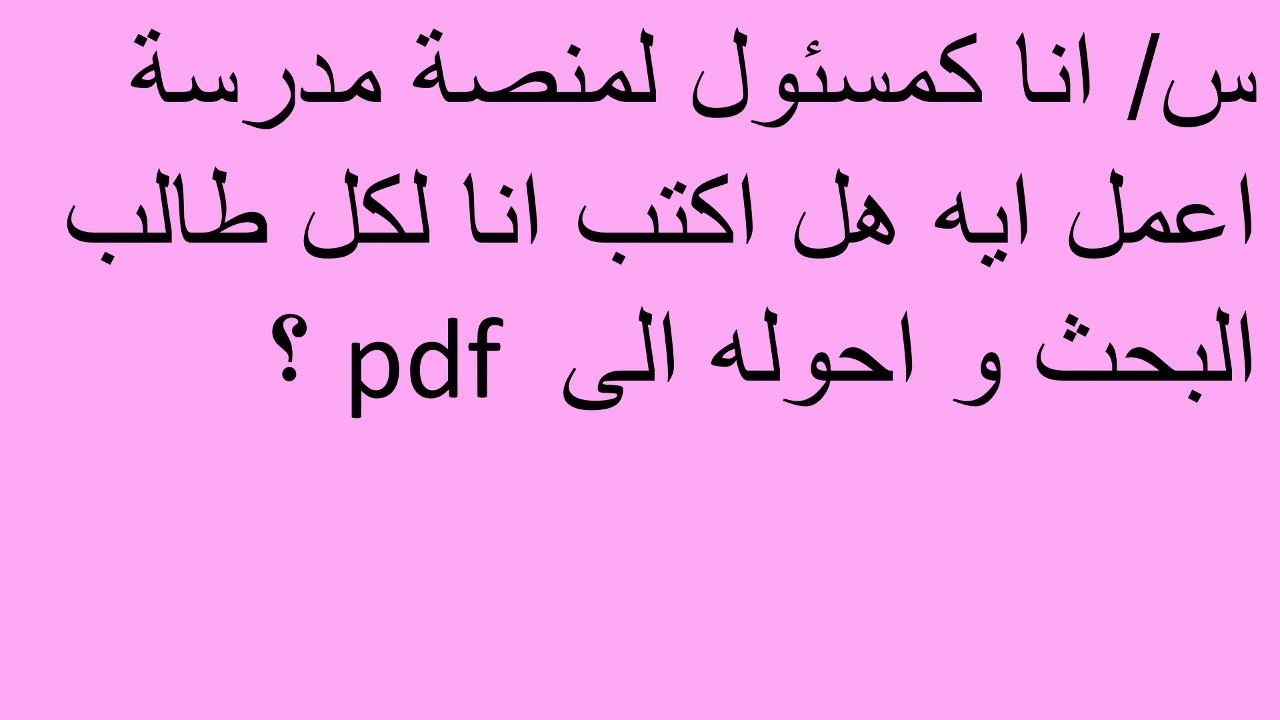 س/ انا كمسئول لمنصة مدرسة
اعمل ايه هل اكتب انا لكل طالب
البحث و احوله الى pdf ؟